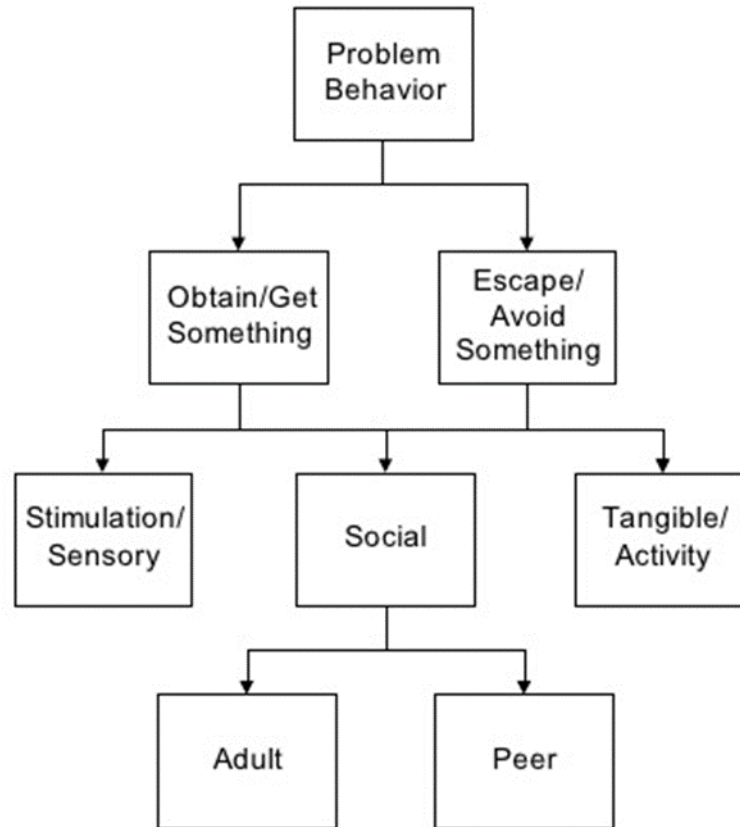 Problem
Behavior
Obtain/Get
Something
Escape/
Avoid
Something
Stimulation/
Sensory
Social
Tangible/
Activity
Adult
Peer